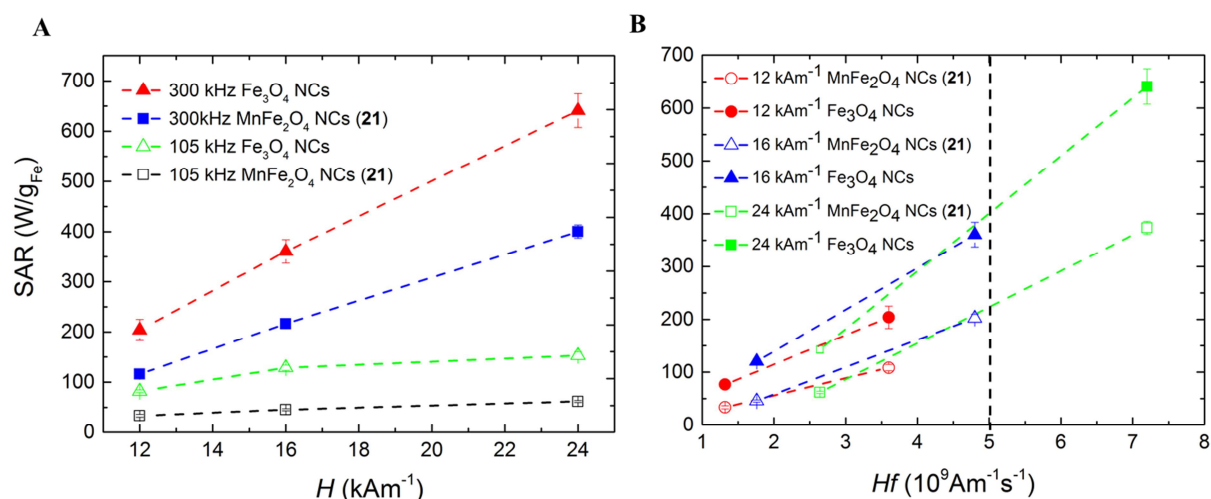 A
SAR (W/gFe)
700
600
500
400
300
200
100
0
300 kHz Fe3O4 NCs
300kHz MnFe2O4 NCs (21)
105 kHz Fe3O4 NCs
105 kHz MnFe2O4 NCs (21)
12 14 16 18 20 22 24
H (kAm-1)
B
700
600
500
400
300
200
100
0
12 kAm-1 MnFe2O4 NCs (21)
12 kAm-1 Fe3O4 NCs
16 kAm-1 MnFe2O4 NCs (21)
16 kAm-1 Fe3O4 NCs
24 kAm-1 MnFe2O4 NCs (21)
24 kAm-1 Fe3O4 NCs
1 2 3 4 5 6 7 8
Hf (10⁹Am-1s-1)